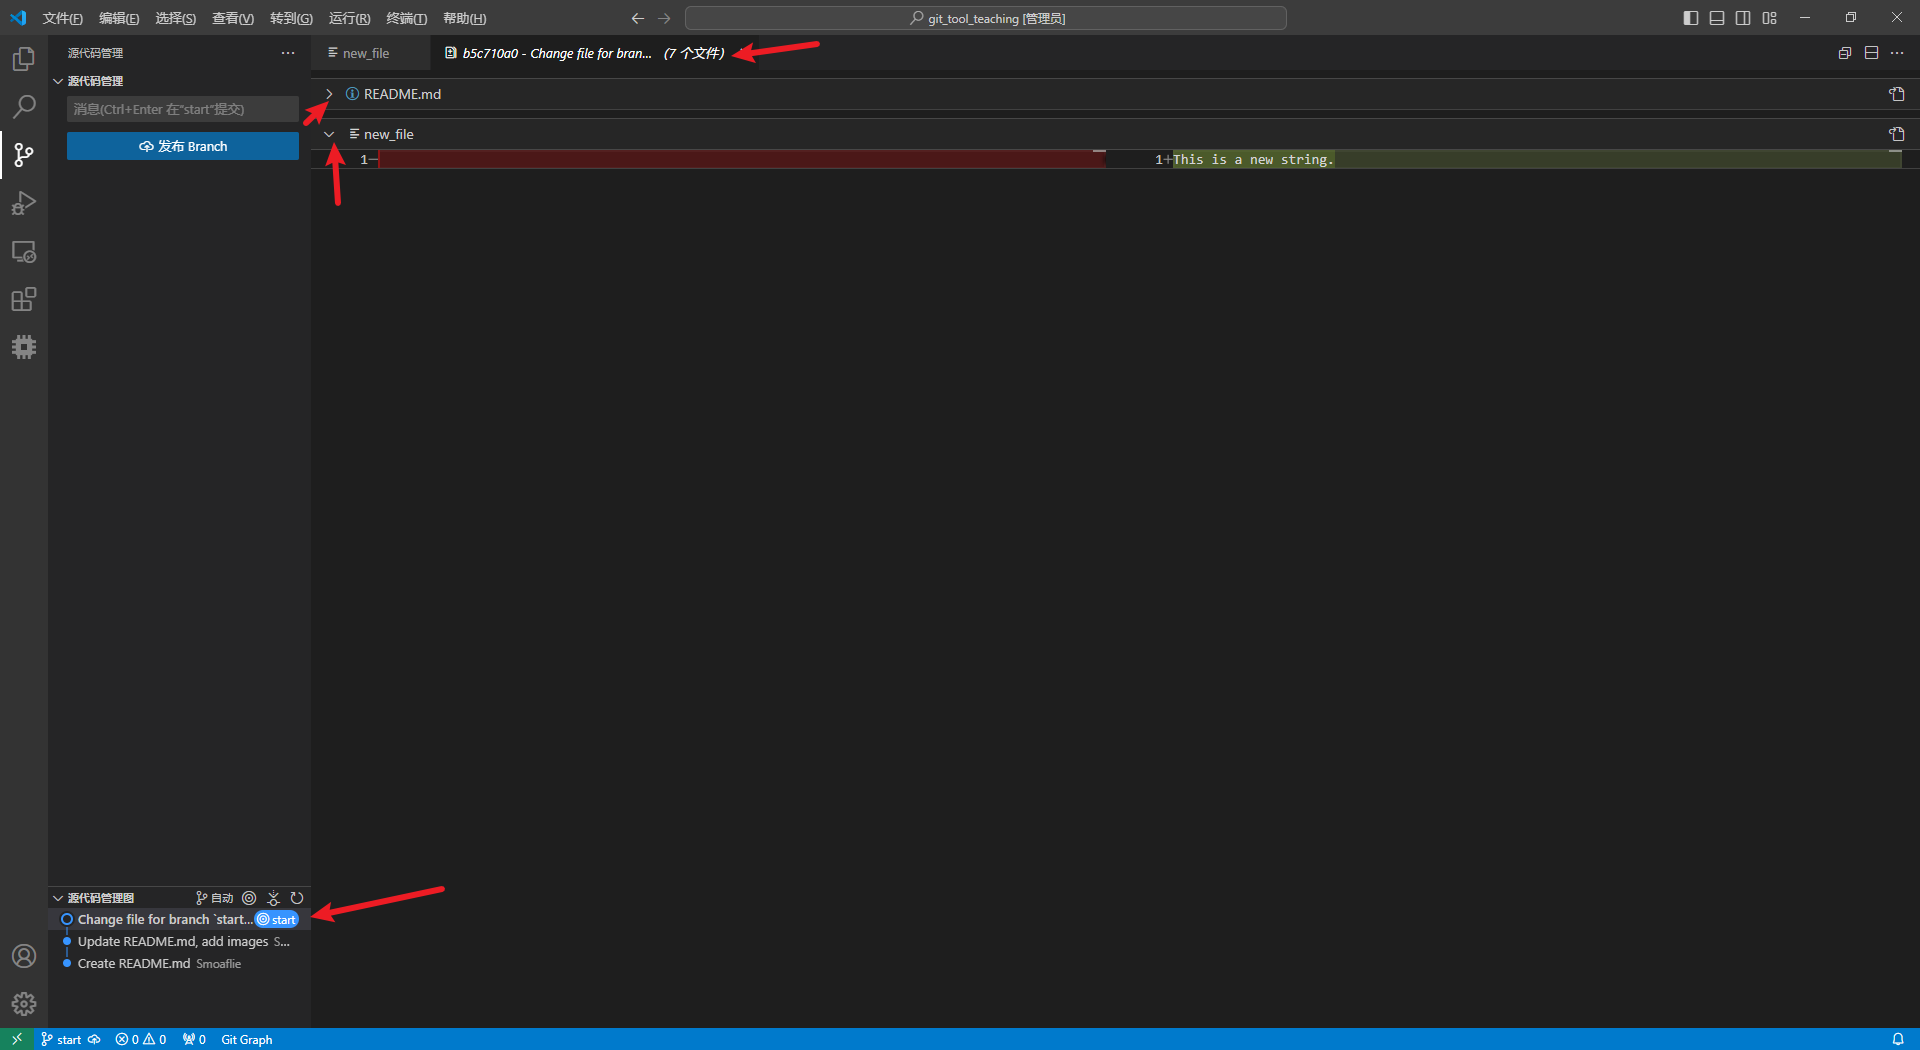 文件(F) 编辑(E) 选择(S) 查看(V) 转到(G) 运行(R) 终端(T) 帮助(H)
git_tool_teaching [管理员]
源代码管理
new_file
b5c710a0 - Change file for bran... (7 个文件)
源代码管理
消息(Ctrl+Enter 在"start"提交)
发布 Branch
README.md
new_file
1
1 This is a new string.
源代码管理图
自动
Change file for branch `start...
start
Update README.md, add images S...
Create README.md Smoaflie
start
0
0
0
Git Graph